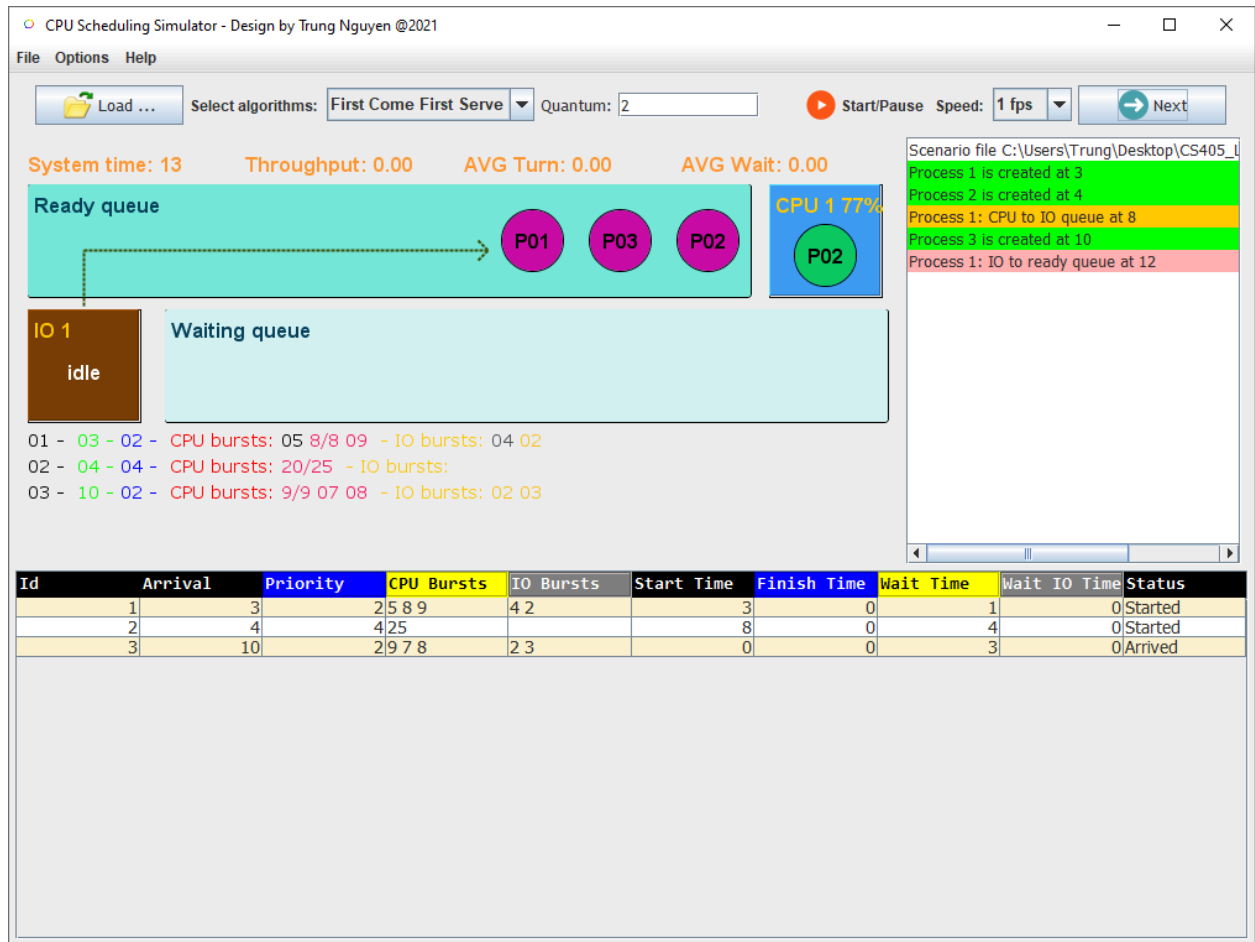 CPU Scheduling Simulator - Design by Trung Nguyen @2021
File Options Help
Load ... Select algorithms: First Come First Serve Quantum: 2 Start/Pause Speed: 1 fps Next
System time: 13 Throughput: 0.00 AVG Turn: 0.00 AVG Wait: 0.00
Ready queue
P01 P03 P02
CPU 1 77%
P02
IO 1
idle
Waiting queue
01 - 03 - 02 - CPU bursts: 05 8/8 09 - IO bursts: 04 02
02 - 04 - 04 - CPU bursts: 20/25 - IO bursts:
03 - 10 - 02 - CPU bursts: 9/9 07 08 - IO bursts: 02 03
Scenario file C:\Users\Trung\Desktop\CS405_
Process 1 is created at 3
Process 2 is created at 4
Process 1: CPU to IO queue at 8
Process 3 is created at 10
Process 1: IO to ready queue at 12
Id Arrival Priority CPU Bursts IO Bursts Start Time Finish Time Wait Time Wait IO Time Status
1 3 2 5 8 9 4 2 3 0 1 0 Started
2 4 4 25 8 0 4 0 Started
3 10 2 9 7 8 2 3 0 0 3 0 Arrived